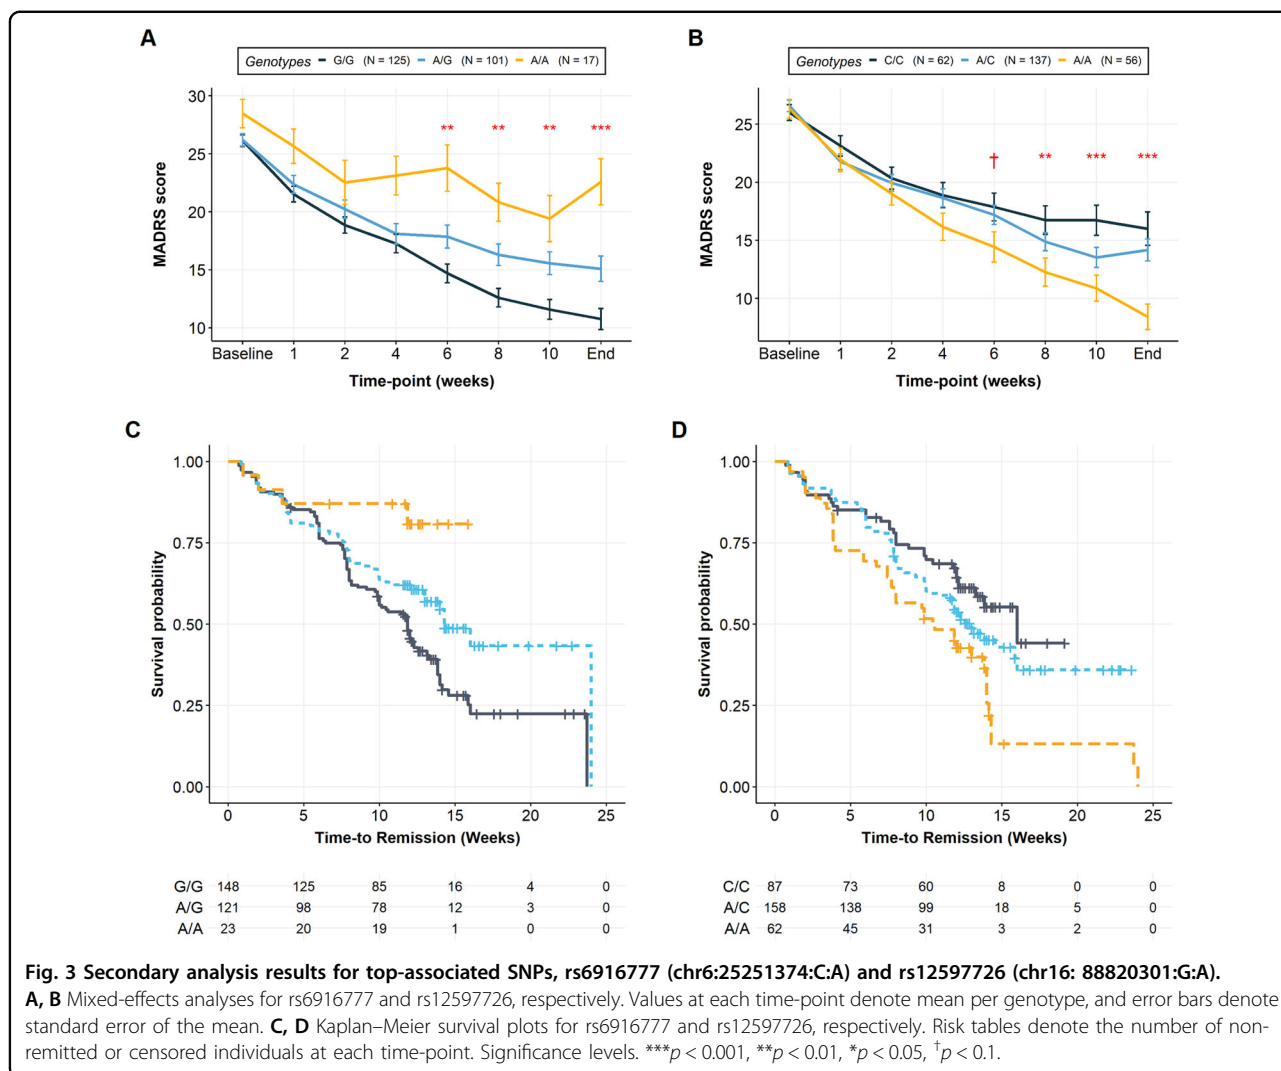 A
Genotypes G/G (N = 125) A/G (N = 101) A/A (N = 17)
MADRS score
30
25
20
15
10
** ** ** ***
Baseline 1 2 4 6 8 10 End
Time-point (weeks)
B
Genotypes C/C (N = 62) A/C (N = 137) A/A (N = 56)
MADRS score
25
20
15
10
† ** *** ***
Baseline 1 2 4 6 8 10 End
Time-point (weeks)
C
Survival probability
1.00
0.75
0.50
0.25
0.00
0 5 10 15 20 25
Time-to Remission (Weeks)
G/G 148 125 85 16 4 0
A/G 121 98 78 12 3 0
A/A 23 20 19 1 0 0
D
Survival probability
1.00
0.75
0.50
0.25
0.00
0 5 10 15 20 25
Time-to Remission (Weeks)
C/C 87 73 60 8 0 0
A/C 158 138 99 18 5 0
A/A 62 45 31 3 2 0
Fig. 3 Secondary analysis results for top-associated SNPs, rs6916777 (chr6:25251374:C:A) and rs12597726 (chr16: 88820301:G:A).
A, B Mixed-effects analyses for rs6916777 and rs12597726, respectively. Values at each time-point denote mean per genotype, and error bars denote
standard error of the mean. C, D Kaplan–Meier survival plots for rs6916777 and rs12597726, respectively. Risk tables denote the number of non-
remitted or censored individuals at each time-point. Significance levels. ***p < 0.001, **p < 0.01, *p < 0.05, †p < 0.1.